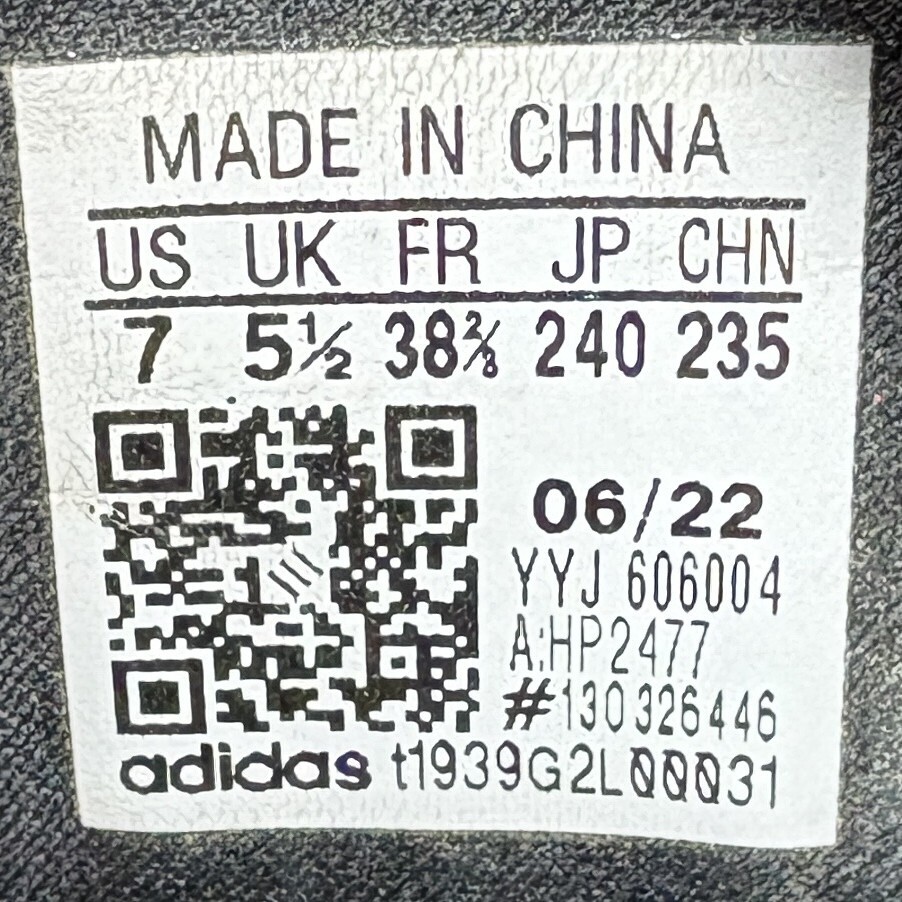 MADE IN CHINA
US UK FR JP CHN
7 5½ 38⅔ 240 235
06/22
YYJ 606004
A:HP2477
#130326446
adidas t1939G2L00031